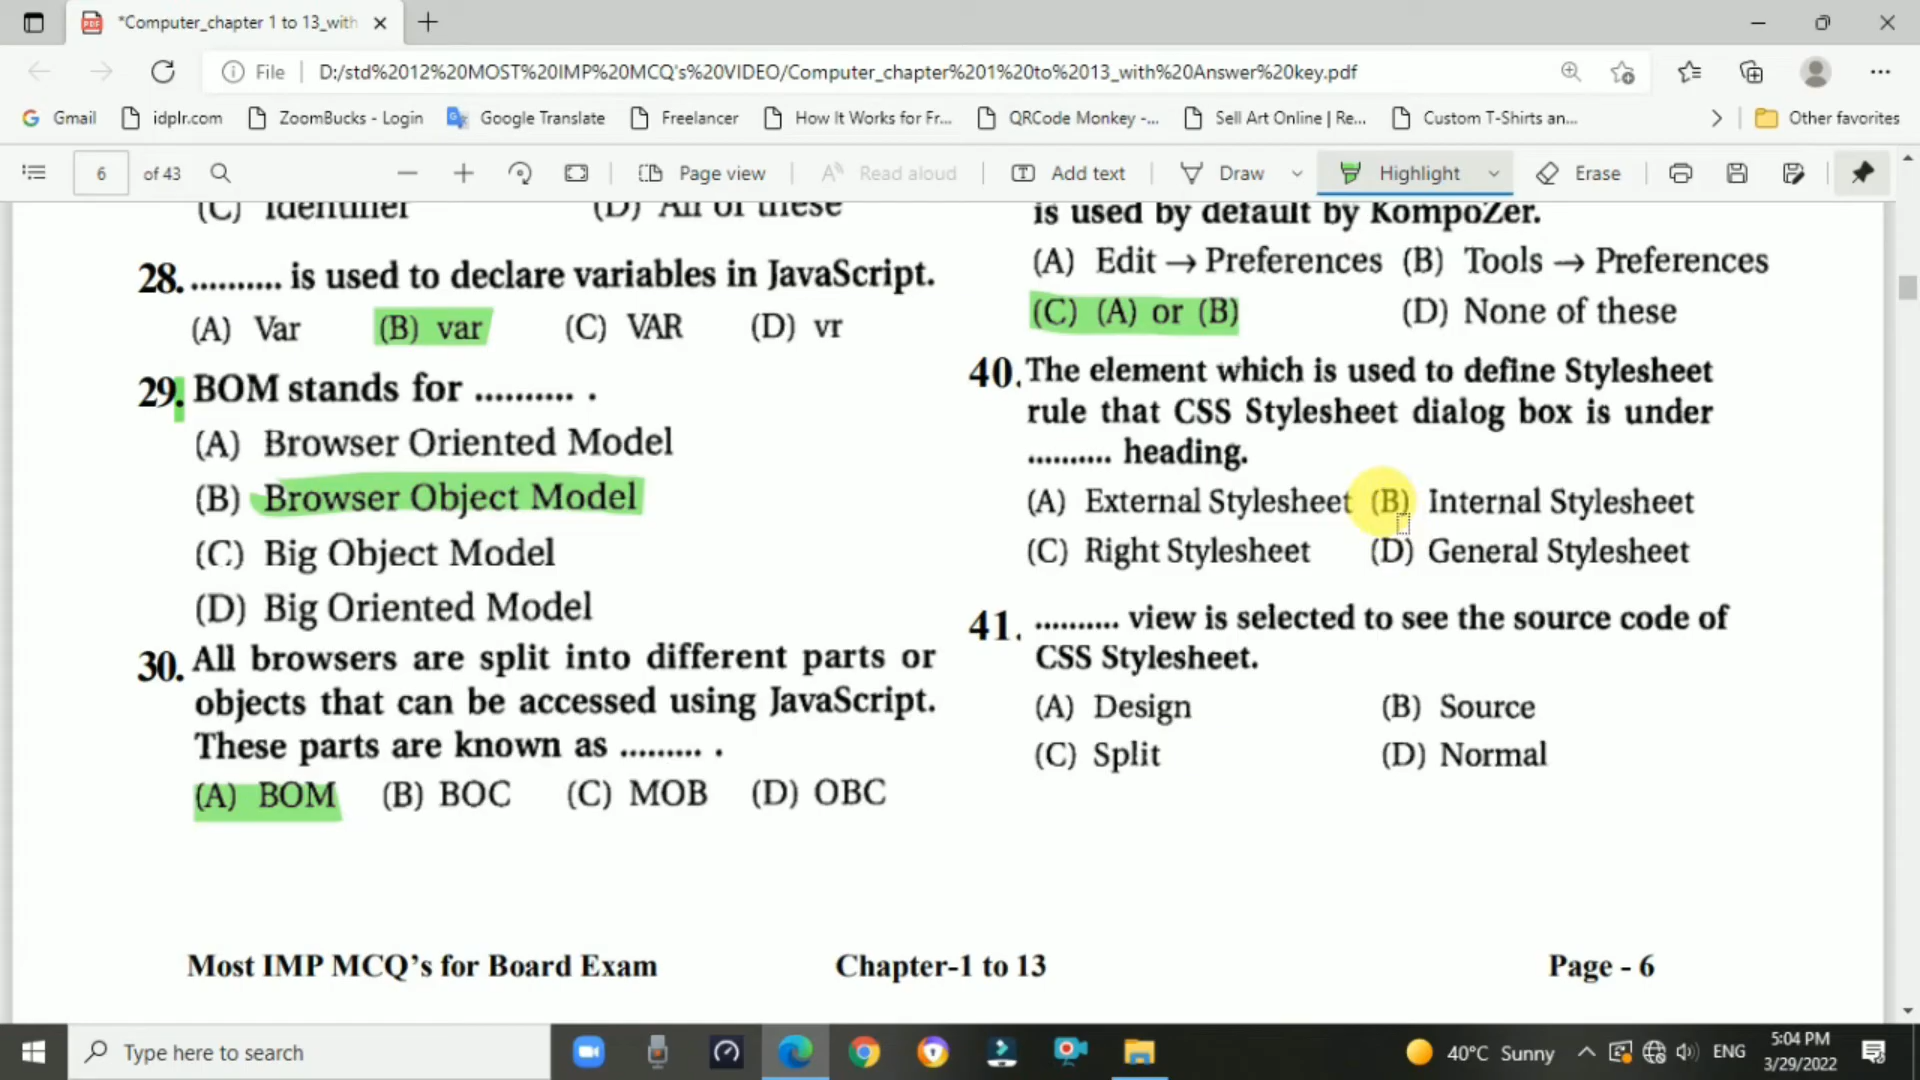 *Computer_chapter 1 to 13_with
File D:/std%2012%20MOST%20IMP%20MCQ's%20VIDEO/Computer_chapter%201%20to%2013_with%20Answer%20key.pdf
Gmail idplr.com ZoomBucks - Login Google Translate Freelancer How It Works for Fr... QRCode Monkey -... Sell Art Online | Re... Custom T-Shirts an... Other favorites
6 of 43 Page view Read aloud Add text Draw Highlight Erase
(C) Identifier (D) All of these
28. .......... is used to declare variables in JavaScript.
(A) Var (B) var (C) VAR (D) vr
29. BOM stands for .......... .
(A) Browser Oriented Model
(B) Browser Object Model
(C) Big Object Model
(D) Big Oriented Model
30. All browsers are split into different parts or
objects that can be accessed using JavaScript.
These parts are known as ......... .
(A) BOM (B) BOC (C) MOB (D) OBC
is used by default by KompoZer.
(A) Edit → Preferences (B) Tools → Preferences
(C) (A) or (B) (D) None of these
40. The element which is used to define Stylesheet
rule that CSS Stylesheet dialog box is under
.......... heading.
(A) External Stylesheet (B) Internal Stylesheet
(C) Right Stylesheet (D) General Stylesheet
41. .......... view is selected to see the source code of
CSS Stylesheet.
(A) Design (B) Source
(C) Split (D) Normal
Most IMP MCQ's for Board Exam Chapter-1 to 13 Page - 6
Type here to search 40°C Sunny ENG 5:04 PM
3/29/2022